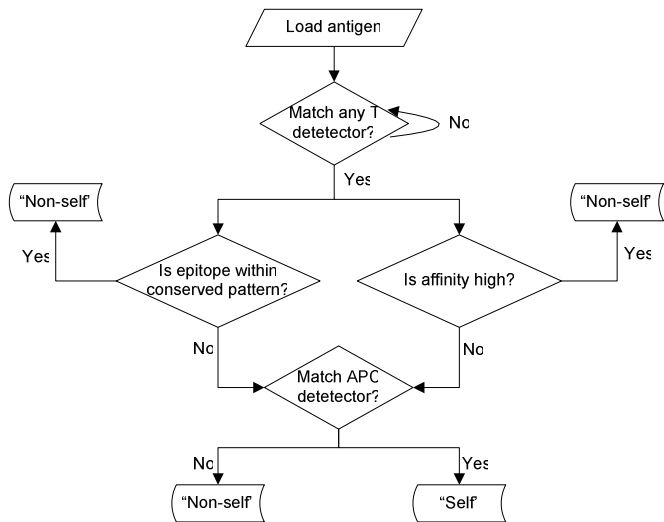 Load antigen
Match any T
detetector?
No
Yes
"Non-self"
"Non-self"
Yes
Is epitope within
conserved pattern?
Is affinity high?
Yes
No
No
Match APC
detetector?
No
Yes
"Non-self"
"Self"